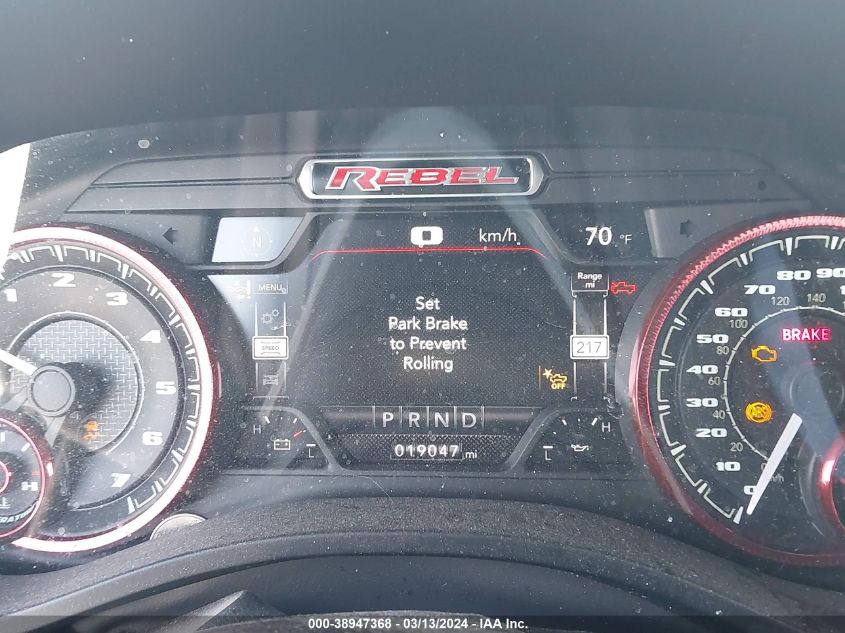 REBEL
N
0 km/h
70 °F
MENU
Range
mi
217
SPEED
Set
Park Brake
to Prevent
Rolling
OFF
P R N D
019047 mi
H
L
H
L
1
2
3
4
5
6
7
H
0
10
20
30
40
50
60
70
80
90
20
40
60
80
100
120
140
BRAKE
ABS
000-38947368 - 03/13/2024 - IAA